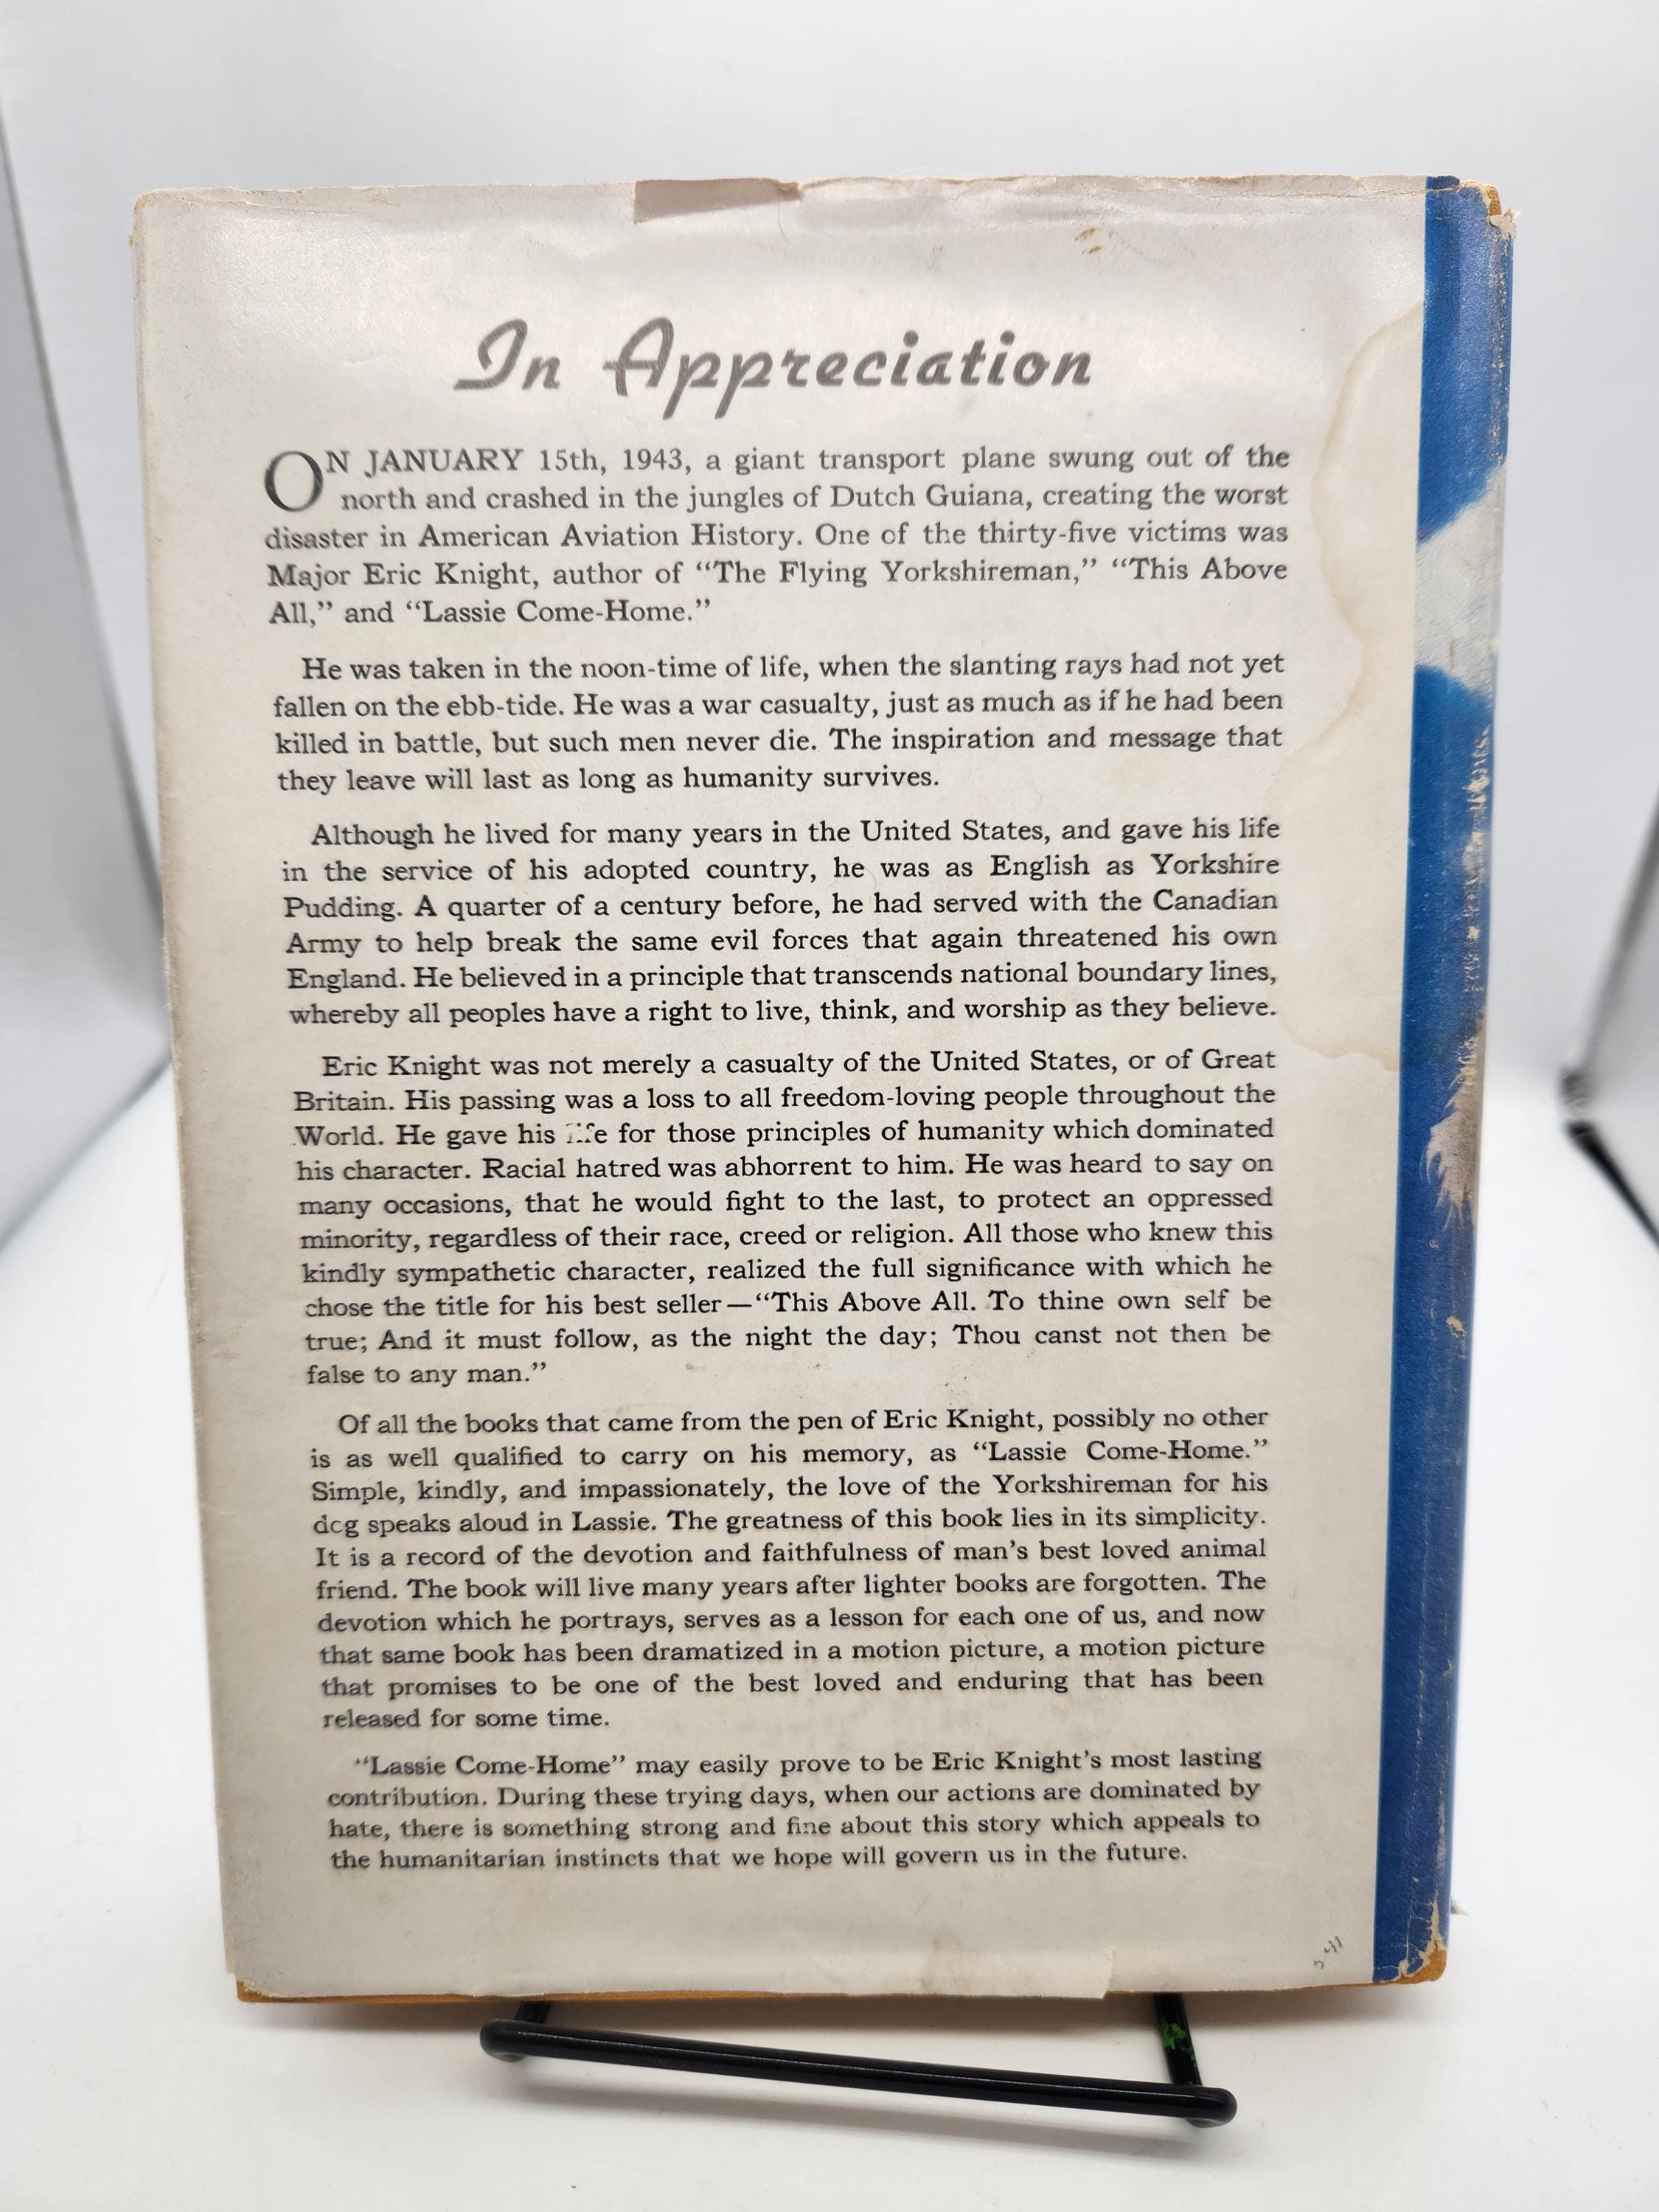 In Appreciation
ON JANUARY 15th, 1943, a giant transport plane swung out of the
north and crashed in the jungles of Dutch Guiana, creating the worst
disaster in American Aviation History. One of the thirty-five victims was
Major Eric Knight, author of “The Flying Yorkshireman,” “This Above
All,” and “Lassie Come-Home.”
He was taken in the noon-time of life, when the slanting rays had not yet
fallen on the ebb-tide. He was a war casualty, just as much as if he had been
killed in battle, but such men never die. The inspiration and message that
they leave will last as long as humanity survives.
Although he lived for many years in the United States, and gave his life
in the service of his adopted country, he was as English as Yorkshire
Pudding. A quarter of a century before, he had served with the Canadian
Army to help break the same evil forces that again threatened his own
England. He believed in a principle that transcends national boundary lines,
whereby all peoples have a right to live, think, and worship as they believe.
Eric Knight was not merely a casualty of the United States, or of Great
Britain. His passing was a loss to all freedom-loving people throughout the
World. He gave his life for those principles of humanity which dominated
his character. Racial hatred was abhorrent to him. He was heard to say on
many occasions, that he would fight to the last, to protect an oppressed
minority, regardless of their race, creed or religion. All those who knew this
kindly sympathetic character, realized the full significance with which he
chose the title for his best seller—“This Above All. To thine own self be
true; And it must follow, as the night the day; Thou canst not then be
false to any man.”
Of all the books that came from the pen of Eric Knight, possibly no other
is as well qualified to carry on his memory, as “Lassie Come-Home.”
Simple, kindly, and impassionately, the love of the Yorkshireman for his
dog speaks aloud in Lassie. The greatness of this book lies in its simplicity.
It is a record of the devotion and faithfulness of man’s best loved animal
friend. The book will live many years after lighter books are forgotten. The
devotion which he portrays, serves as a lesson for each one of us, and now
that same book has been dramatized in a motion picture, a motion picture
that promises to be one of the best loved and enduring that has been
released for some time.
“Lassie Come-Home” may easily prove to be Eric Knight’s most lasting
contribution. During these trying days, when our actions are dominated by
hate, there is something strong and fine about this story which appeals to
the humanitarian instincts that we hope will govern us in the future.